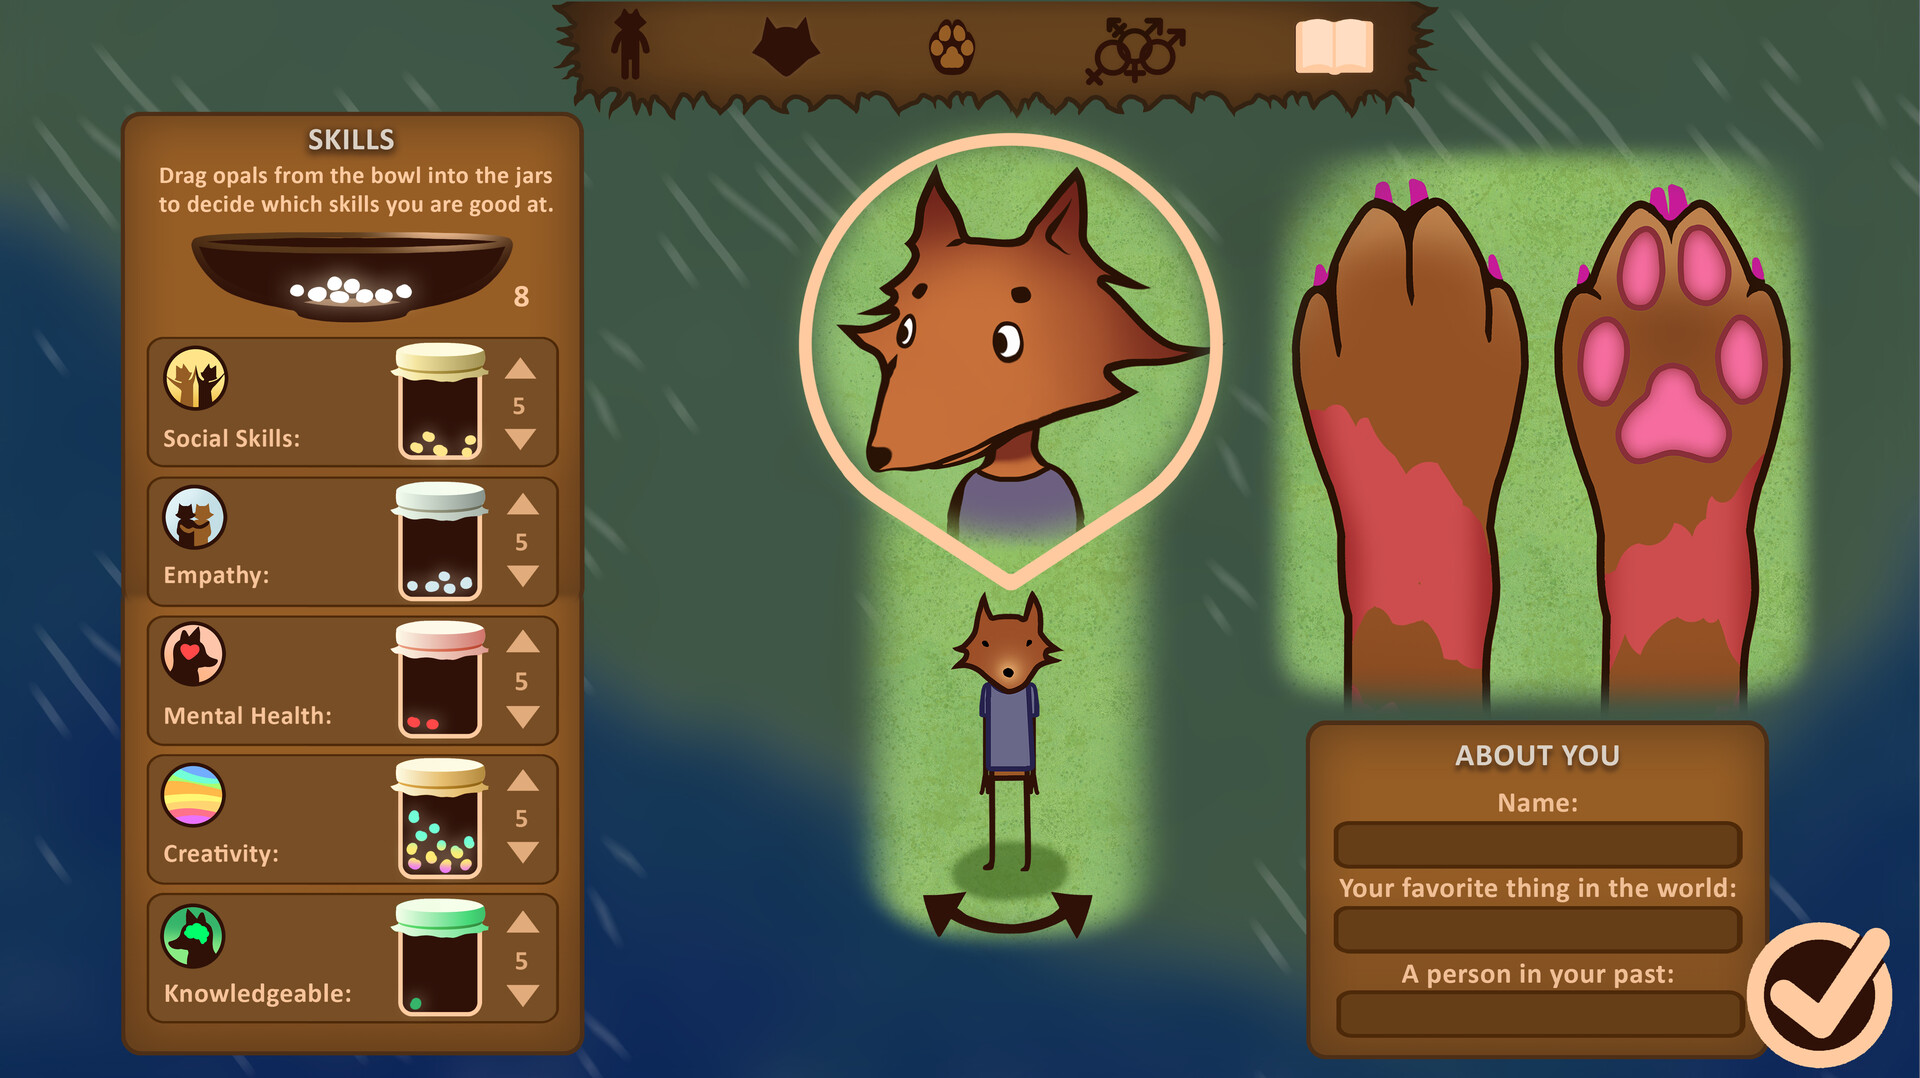 SKILLS
Drag opals from the bowl into the jars
to decide which skills you are good at.
8
5
Social Skills:
5
Empathy:
5
Mental Health:
5
Creativity:
5
Knowledgeable:
ABOUT YOU
Name:
Your favorite thing in the world:
A person in your past: